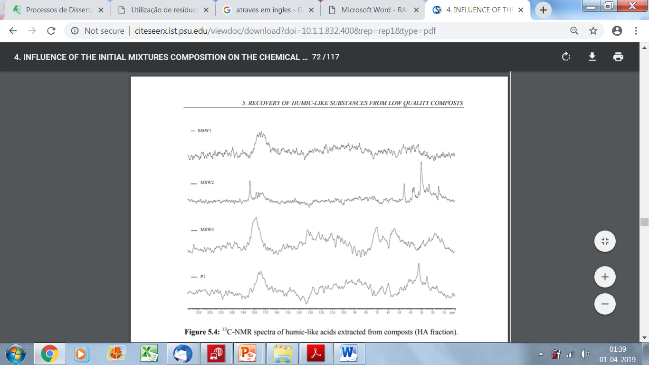 Processos de Dissert
Utilização de resíduos
atraves em ingles - G
Microsoft Word - RA
4. INFLUENCE OF THE
Not secure | citeseerx.ist.psu.edu/viewdoc/download?doi=10.1.1.832.400&rep=rep1&type=pdf
4. INFLUENCE OF THE INITIAL MIXTURES COMPOSITION ON THE CHEMICAL ... 72 / 117
5. RECOVERY OF HUMIC-LIKE SUBSTANCES FROM LOW QUALITY COMPOSTS
MSW1
MSW2
MSW3
P1
Figure 5.4: ¹³C-NMR spectra of humic-like acids extracted from composts (HA fraction).
01:39
01-04-2019